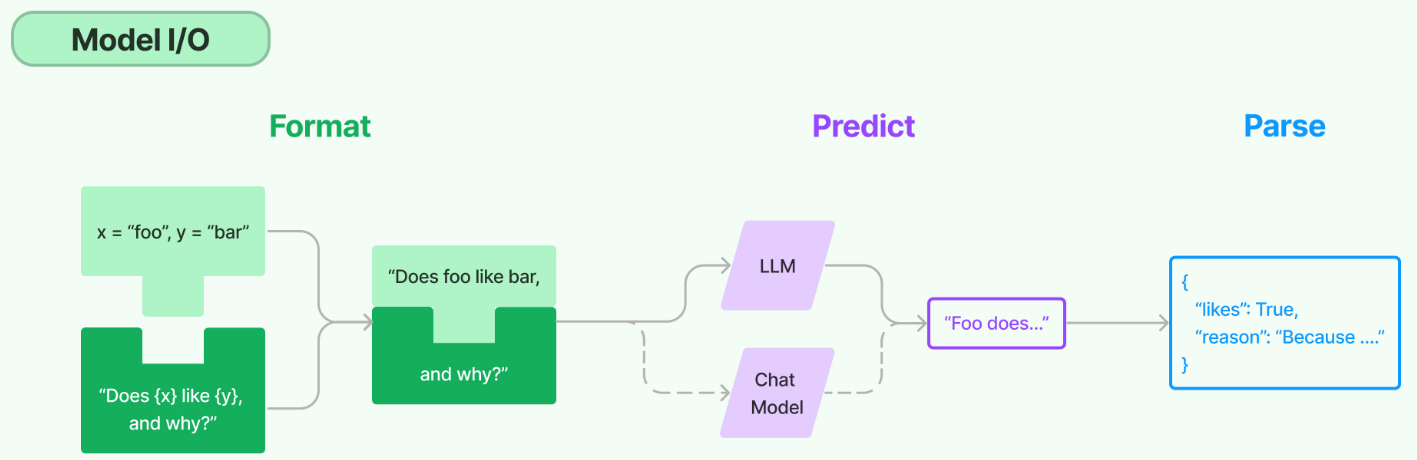 Model I/O
Format
Predict
Parse
x = “foo”, y = “bar”
“Does {x} like {y},
and why?”
“Does foo like bar,
and why?”
LLM
Chat
Model
“Foo does...”
{
“likes”: True,
“reason”: “Because ....”
}